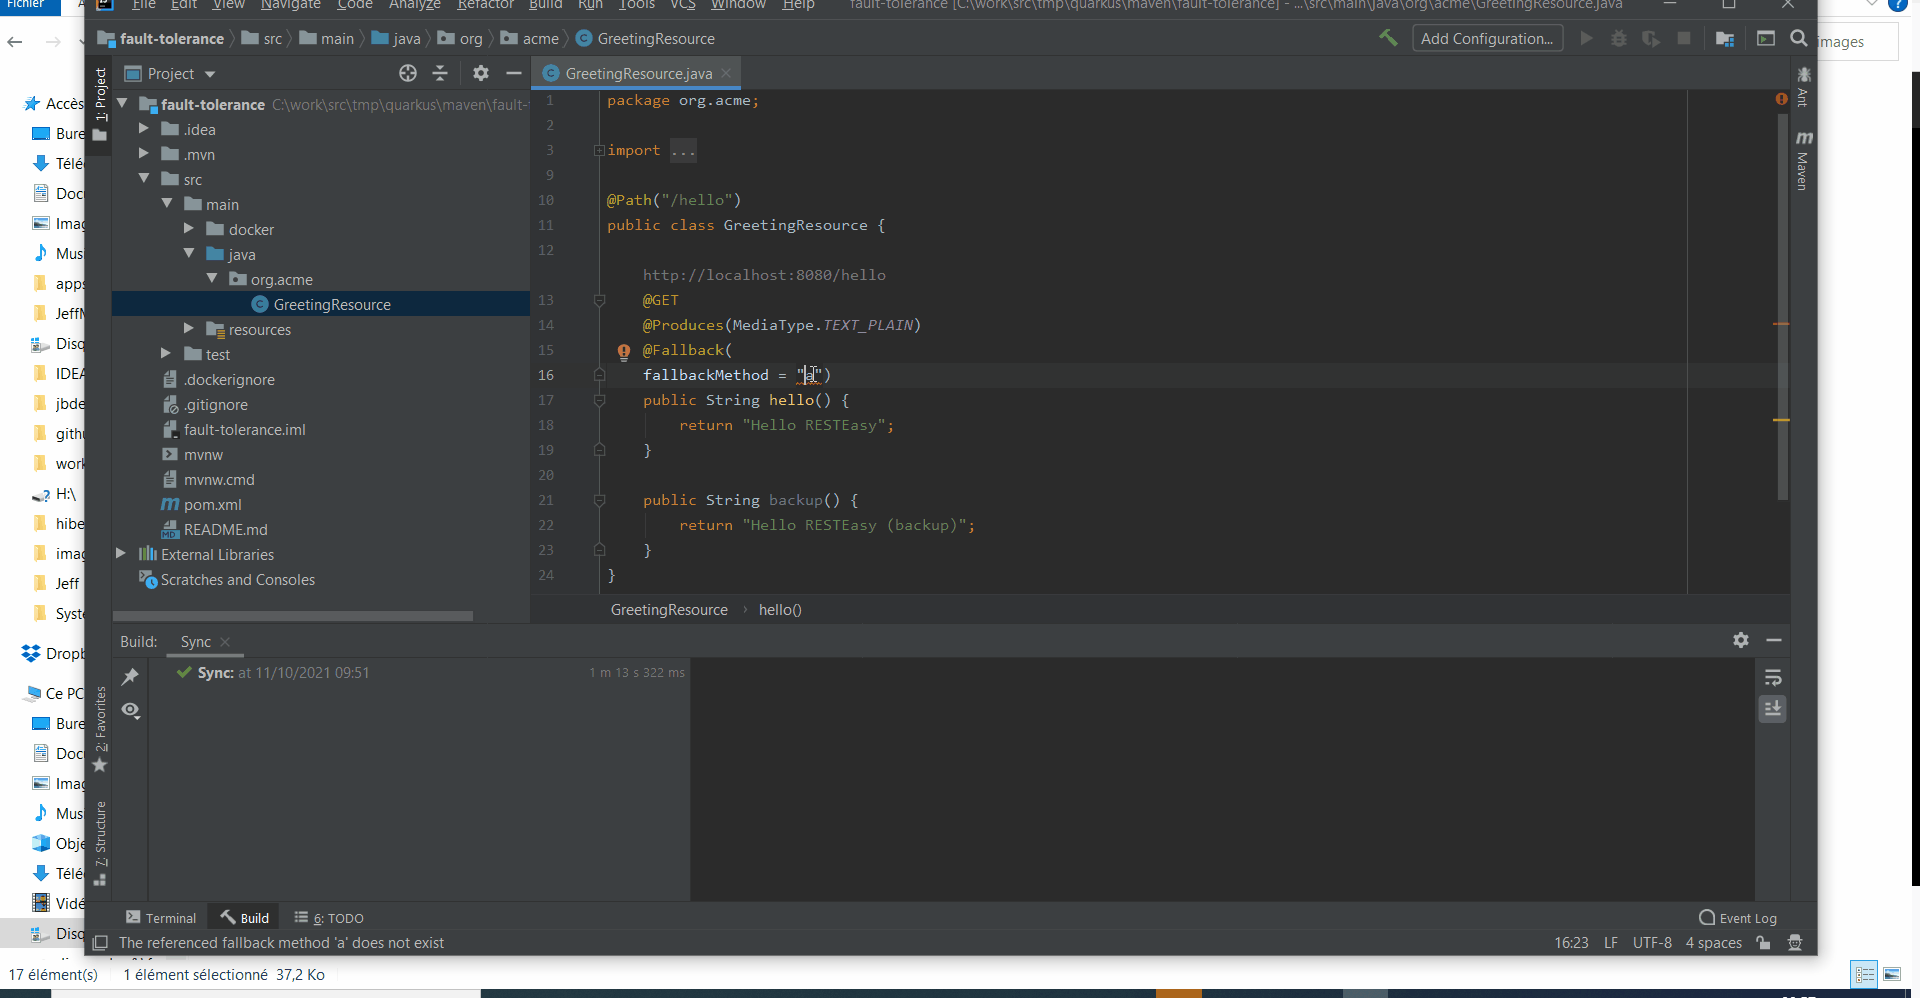 Fichier
File Edit View Navigate Code Analyze Refactor Build Run Tools VCS Window Help fault-tolerance [C:\work\src\tmp\quarkus\maven\fault-tolerance] - ...\src\main\java\org\acme\GreetingResource.java
fault-tolerance src main java org acme GreetingResource Add Configuration...
images
1: Project
Project
GreetingResource.java
Ant
Maven
fault-tolerance C:\work\src\tmp\quarkus\maven\fault-
.idea
.mvn
src
main
docker
java
org.acme
GreetingResource
resources
test
.dockerignore
.gitignore
fault-tolerance.iml
mvnw
mvnw.cmd
pom.xml
README.md
External Libraries
Scratches and Consoles
1 package org.acme;
2
3 import ...
9
10 @Path("/hello")
11 public class GreetingResource {
12
http://localhost:8080/hello
13 @GET
14 @Produces(MediaType.TEXT_PLAIN)
15 @Fallback(
16 fallbackMethod = "a")
17 public String hello() {
18 return "Hello RESTEasy";
19 }
20
21 public String backup() {
22 return "Hello RESTEasy (backup)";
23 }
24 }
GreetingResource › hello()
Build: Sync
Sync: at 11/10/2021 09:51 1 m 13 s 322 ms
2: Favorites
7: Structure
Terminal Build 6: TODO Event Log
The referenced fallback method 'a' does not exist 16:23 LF UTF-8 4 spaces
Accès
Bure
Télé
Docu
Imag
Musi
apps
JeffM
Disq
IDEA
jbde
githu
work
H:\
hibe
imag
Jeff
Syst
Dropb
Ce PC
Bure
Doc
Imag
Musi
Obje
Télé
Vidé
Disq
17 élément(s) 1 élément sélectionné 37,2 Ko